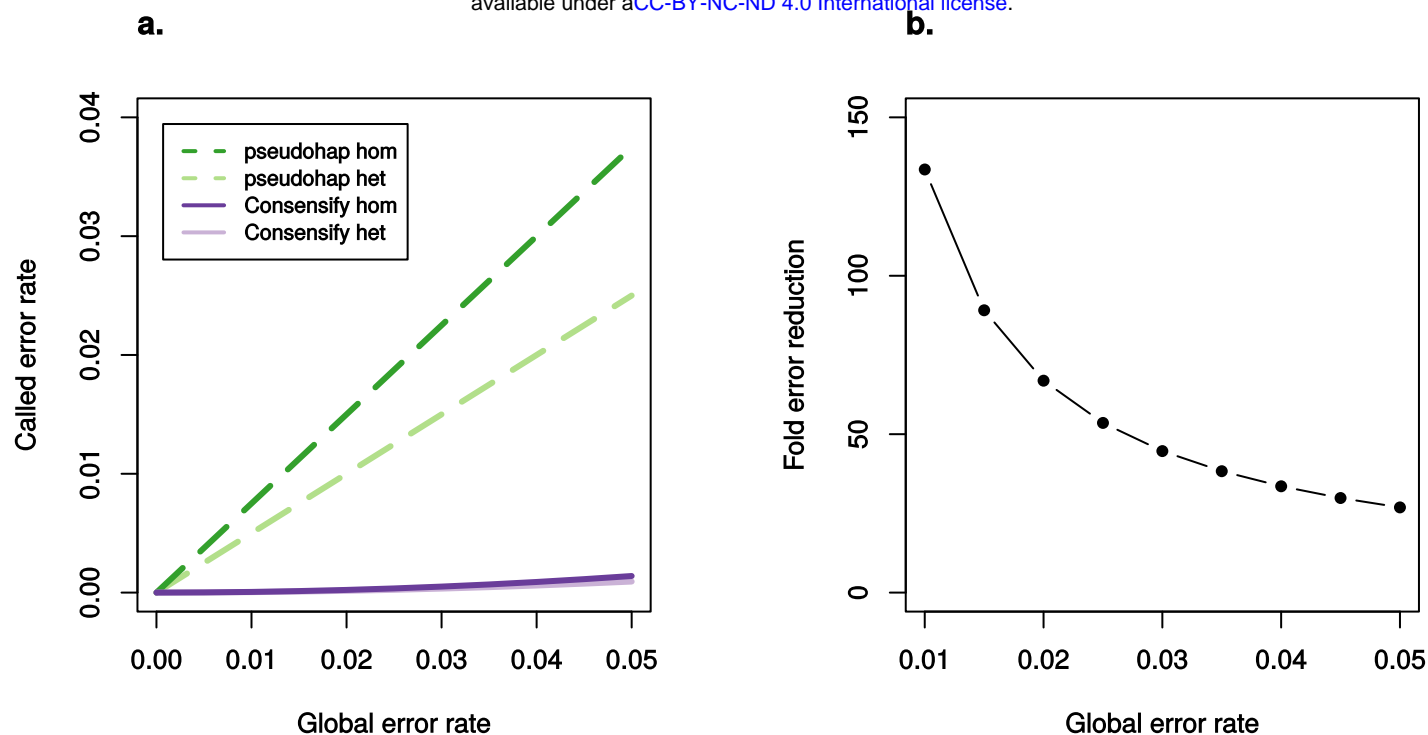 available under aCC-BY-NC-ND 4.0 International license.
a.
b.
0.04
0.03
0.02
0.01
0.00
Called error rate
pseudohap hom
pseudohap het
Consensify hom
Consensify het
0.00 0.01 0.02 0.03 0.04 0.05
Global error rate
150
100
50
0
Fold error reduction
0.01 0.02 0.03 0.04 0.05
Global error rate